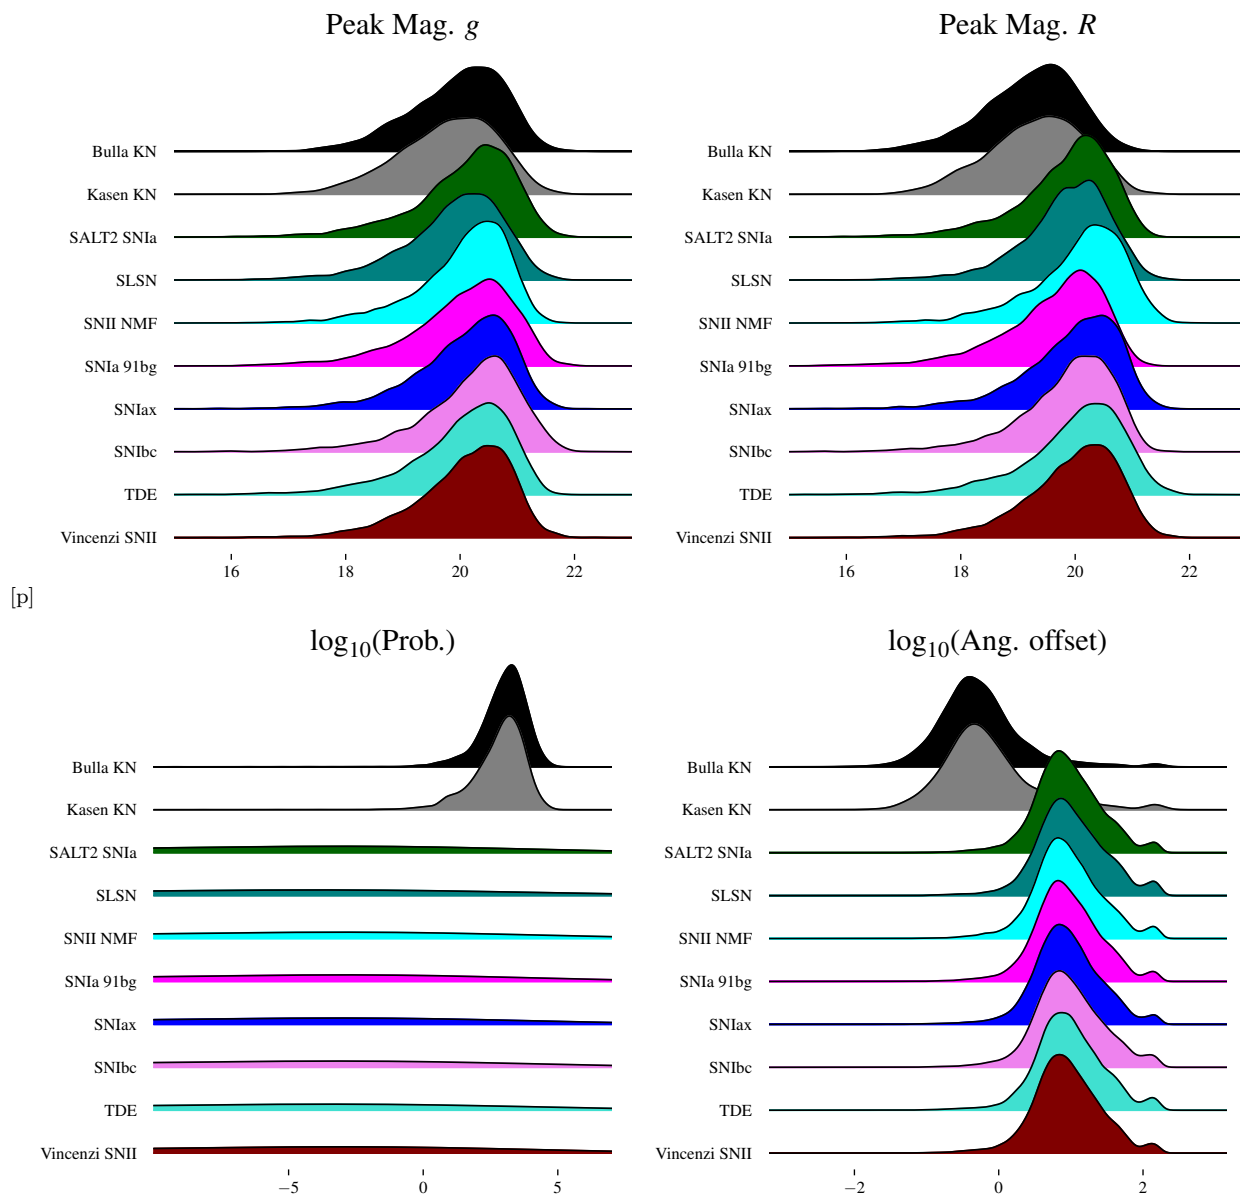 Peak Mag. g
Bulla KN
Kasen KN
SALT2 SNIa
SLSN
SNII NMF
SNIa 91bg
SNIax
SNIbc
TDE
Vincenzi SNII
16 18 20 22
Peak Mag. R
Bulla KN
Kasen KN
SALT2 SNIa
SLSN
SNII NMF
SNIa 91bg
SNIax
SNIbc
TDE
Vincenzi SNII
16 18 20 22
[p]
log₁₀(Prob.)
Bulla KN
Kasen KN
SALT2 SNIa
SLSN
SNII NMF
SNIa 91bg
SNIax
SNIbc
TDE
Vincenzi SNII
−5 0 5
log₁₀(Ang. offset)
Bulla KN
Kasen KN
SALT2 SNIa
SLSN
SNII NMF
SNIa 91bg
SNIax
SNIbc
TDE
Vincenzi SNII
−2 0 2